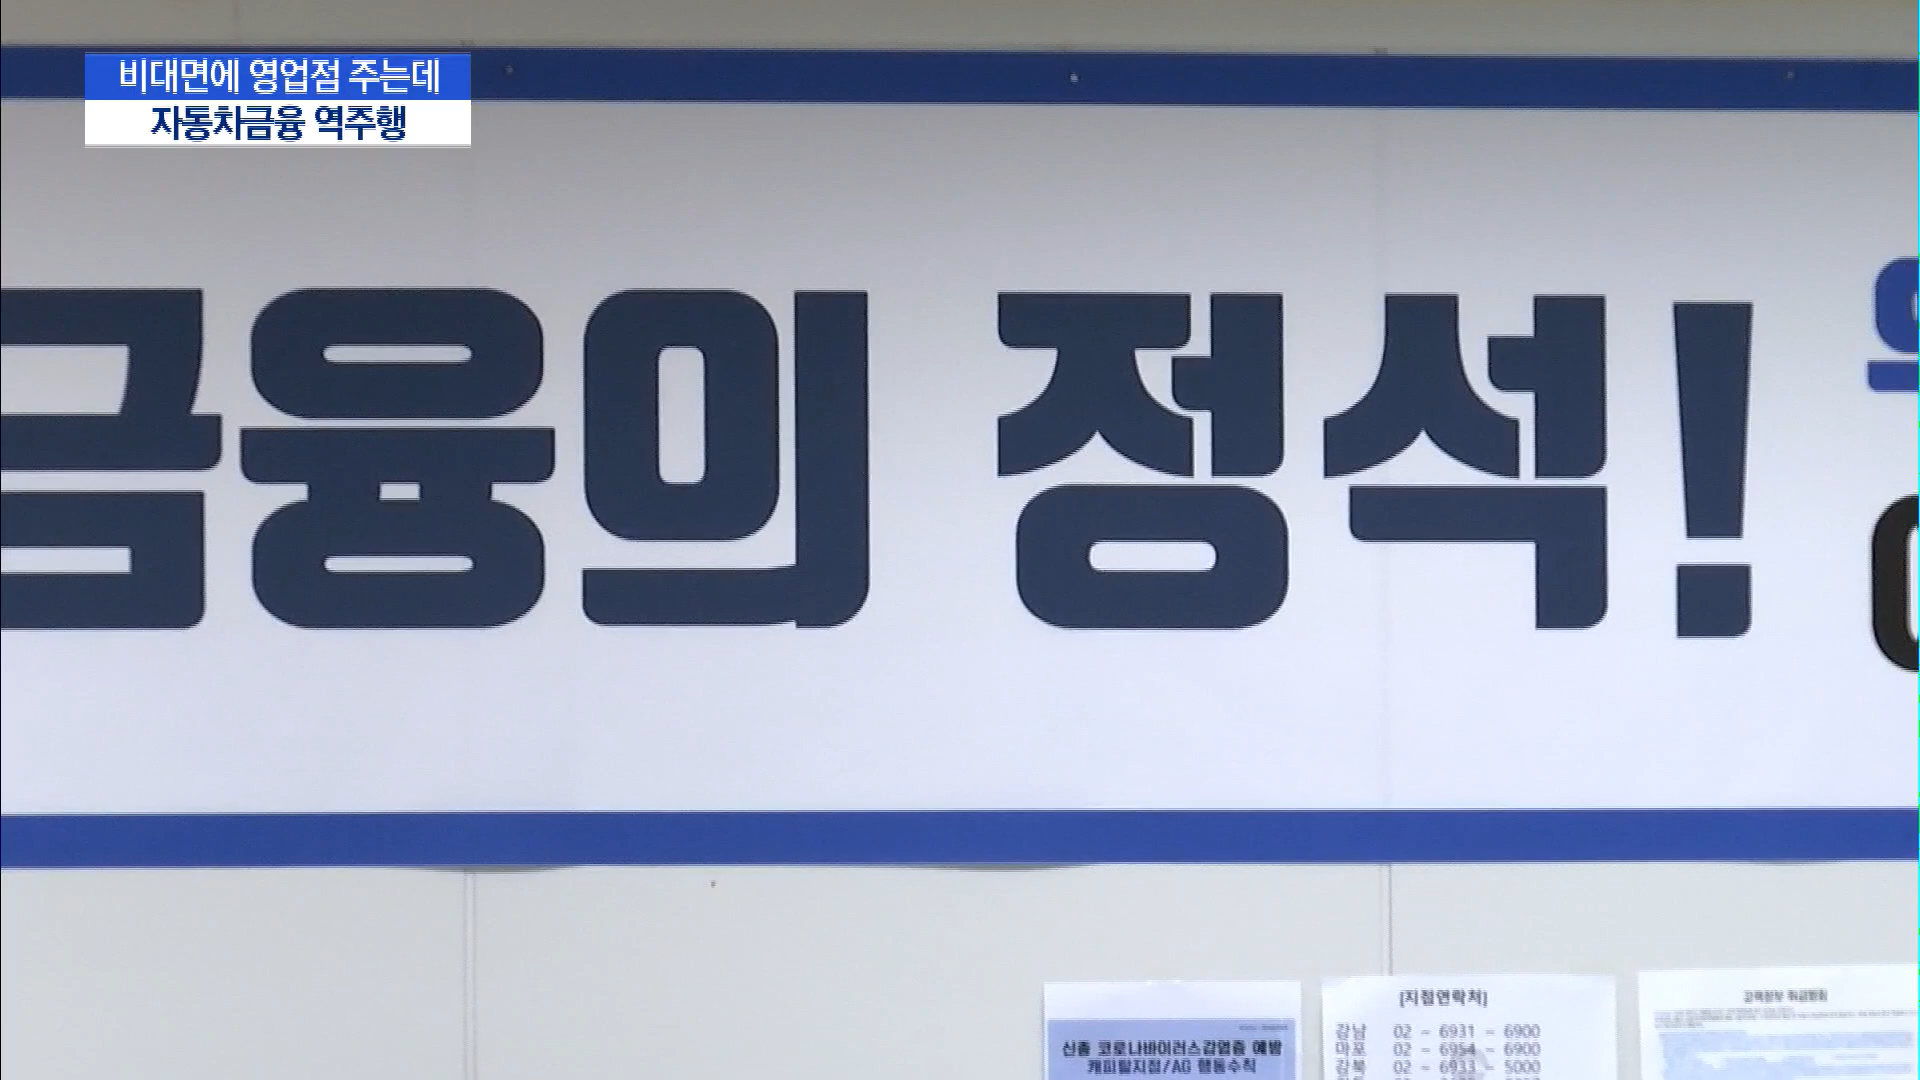 비대면에 영업점 주는데
자동차금융 역주행
금융의 정석!
[지점연락처]
강남 02 - 6931 - 6900
마포 02 - 6954 - 6900
강북 02 - 6933 - 5000
신종 코로나바이러스감염증 예방
캐피탈지점/AG 행동수칙